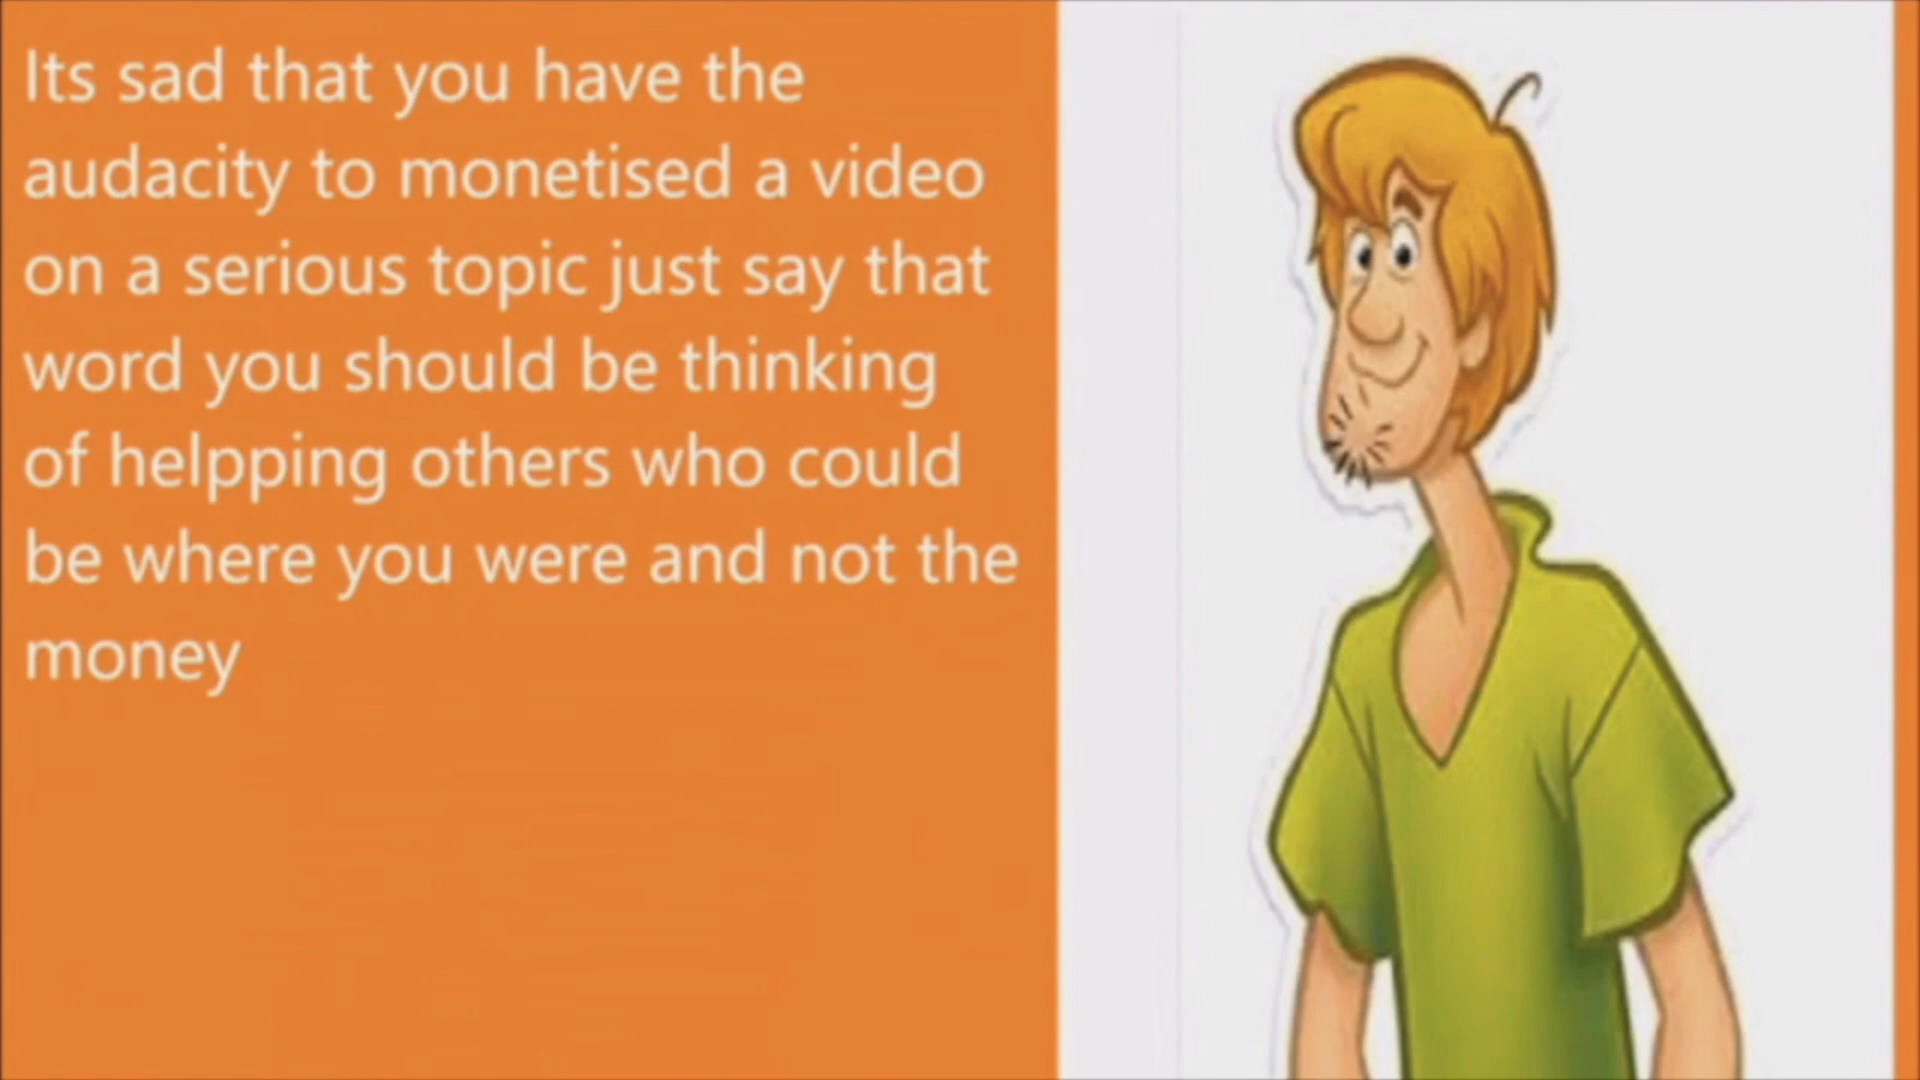 Its sad that you have the
audacity to monetised a video
on a serious topic just say that
word you should be thinking
of helpping others who could
be where you were and not the
money